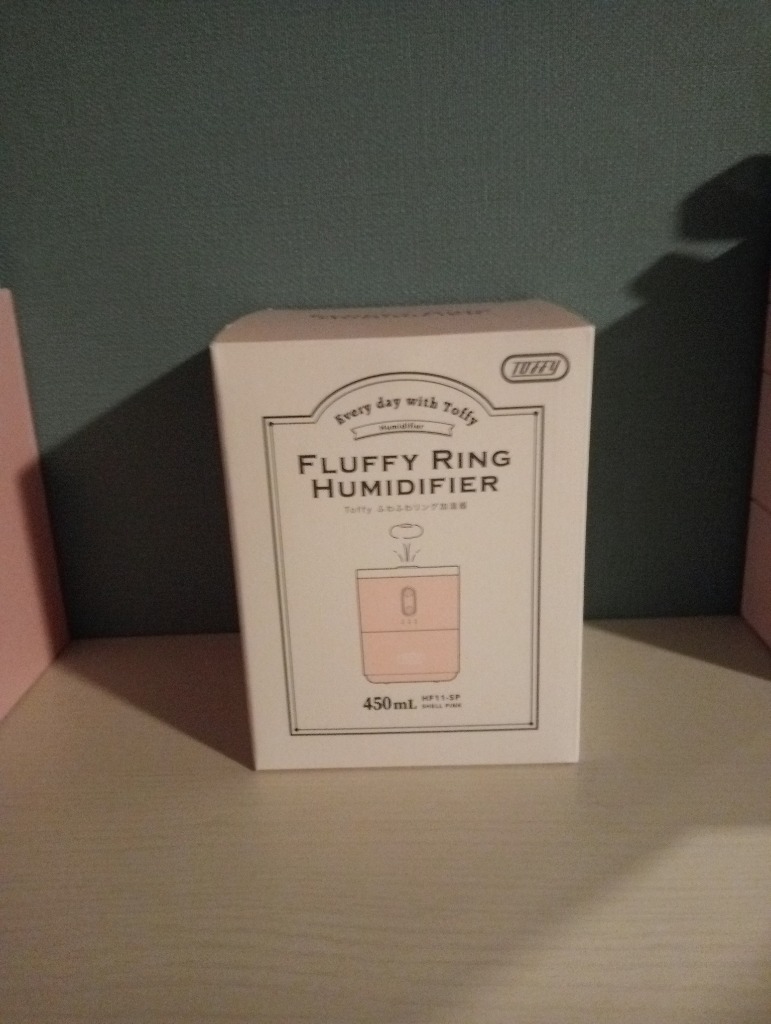 TOFFY
Every day with Toffy
Humidifier
FLUFFY RING
HUMIDIFIER
Toffy ふわふわリング加湿器
450mL HF11-SP
SHELL PINK